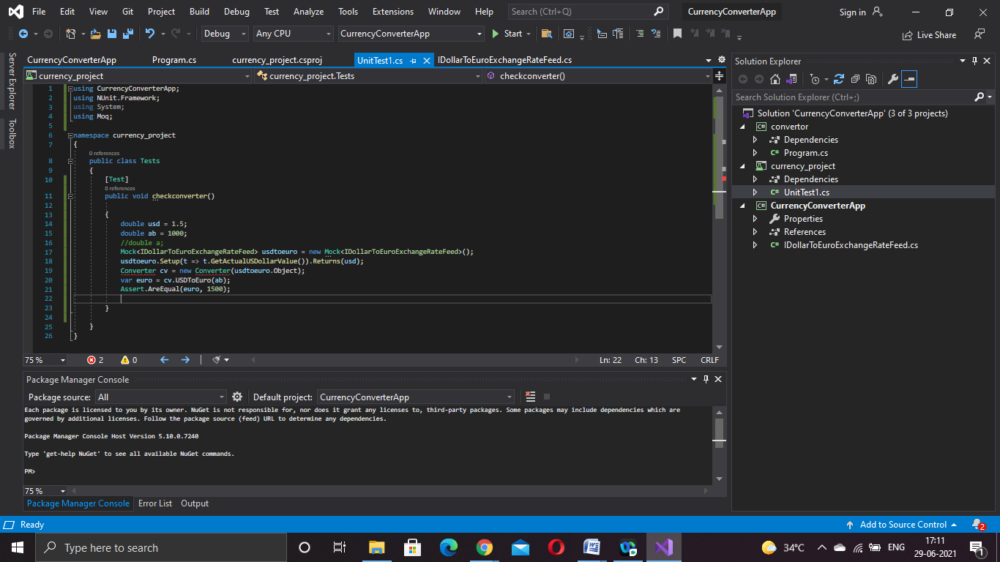 File Edit View Git Project Build Debug Test Analyze Tools Extensions Window Help Search (Ctrl+Q) CurrencyConverterApp Sign in
Debug Any CPU CurrencyConverterApp Start Live Share
Server Explorer
Toolbox
CurrencyConverterApp Program.cs currency_project.csproj UnitTest1.cs IDollarToEuroExchangeRateFeed.cs
currency_project currency_project.Tests checkconverter()
1 using CurrencyConverterApp;
2 using NUnit.Framework;
3 using System;
4 using Moq;
5
6 namespace currency_project
7 {
0 references
8 public class Tests
9 {
10 [Test]
0 references
11 public void checkconverter()
12
13 {
14 double usd = 1.5;
15 double ab = 1000;
16 //double a;
17 Mock<IDollarToEuroExchangeRateFeed> usdtoeuro = new Mock<IDollarToEuroExchangeRateFeed>();
18 usdtoeuro.Setup(t => t.GetActualUSDollarValue()).Returns(usd);
19 Converter cv = new Converter(usdtoeuro.Object);
20 var euro = cv.USDToEuro(ab);
21 Assert.AreEqual(euro, 1500);
22
23 }
24
25 }
26 }
75 % 2 0 Ln: 22 Ch: 13 SPC CRLF
Package Manager Console
Package source: All Default project: CurrencyConverterApp
Each package is licensed to you by its owner. NuGet is not responsible for, nor does it grant any licenses to, third-party packages. Some packages may include dependencies which are
governed by additional licenses. Follow the package source (feed) URL to determine any dependencies.
Package Manager Console Host Version 5.10.0.7240
Type 'get-help NuGet' to see all available NuGet commands.
PM>
75 %
Package Manager Console Error List Output
Solution Explorer
Search Solution Explorer (Ctrl+;)
Solution 'CurrencyConverterApp' (3 of 3 projects)
convertor
Dependencies
C# Program.cs
currency_project
Dependencies
C# UnitTest1.cs
CurrencyConverterApp
Properties
References
C# IDollarToEuroExchangeRateFeed.cs
Ready Add to Source Control 2
Type here to search 34°C ENG 17:11
29-06-2021 1